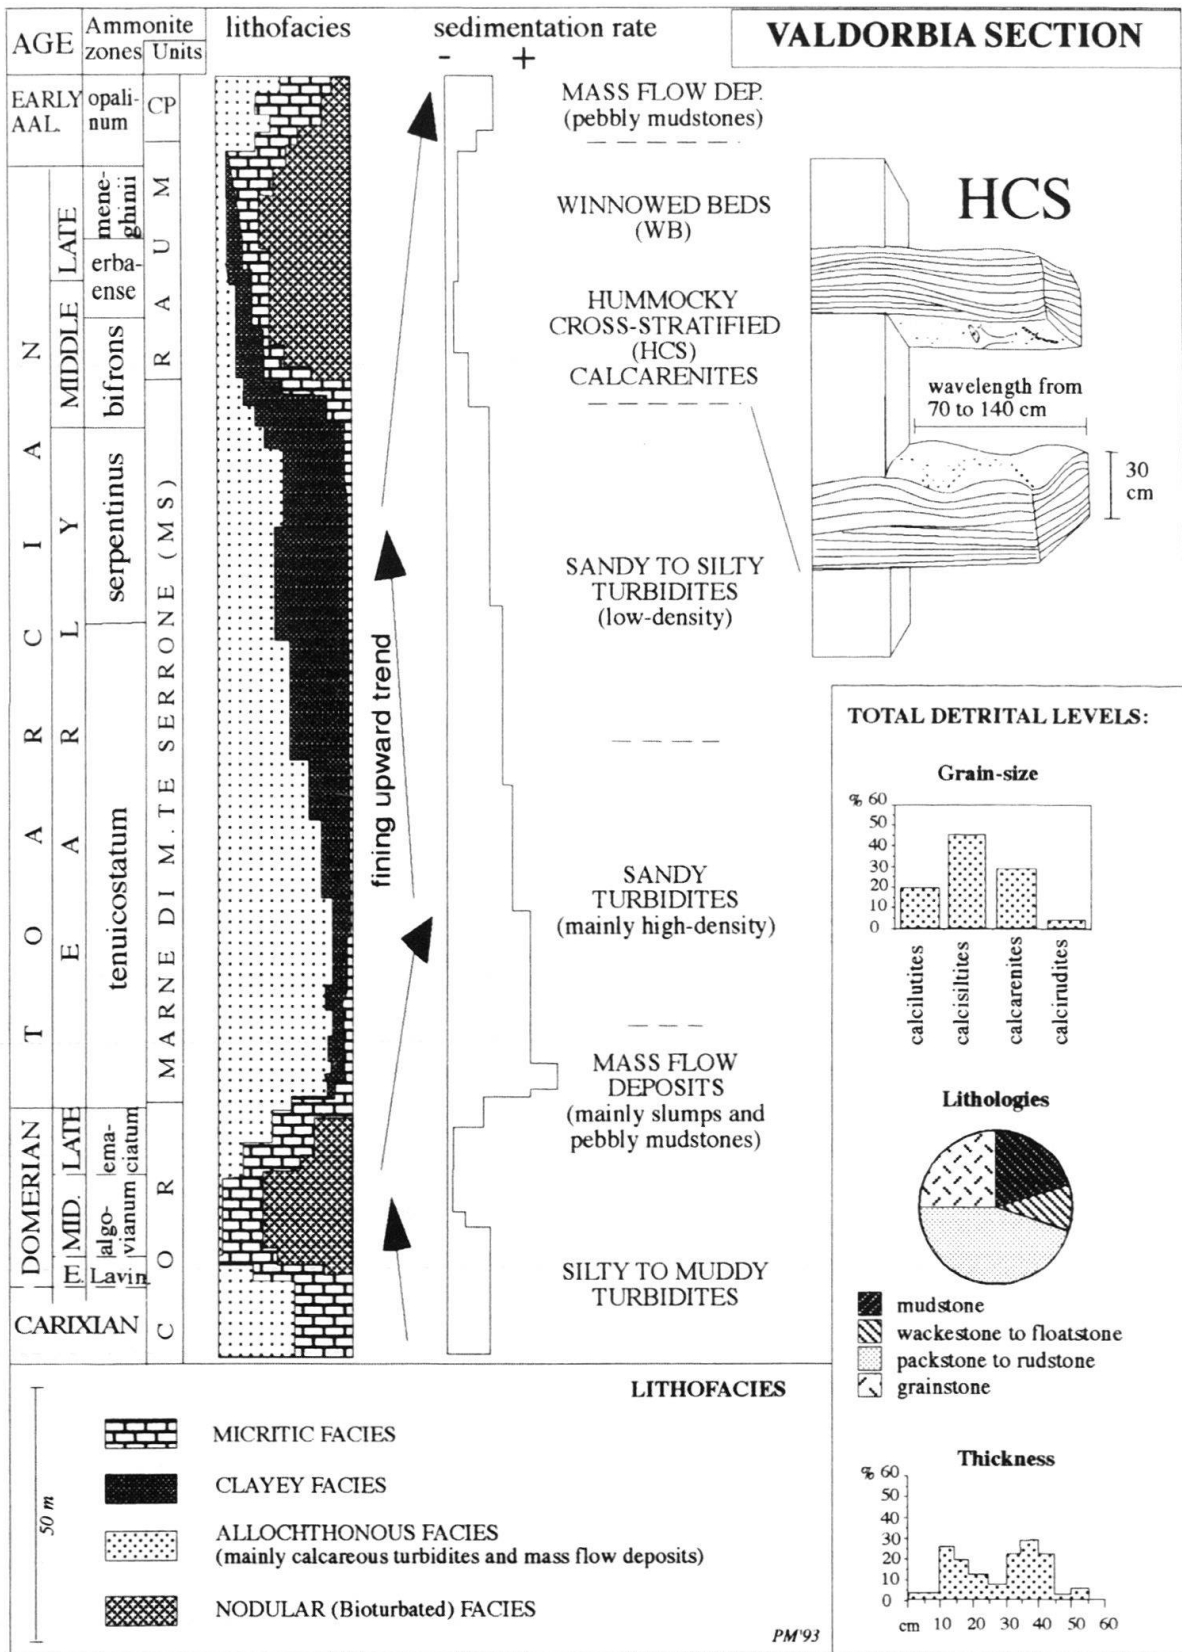 AGE
Ammonite
zones
Units
lithofacies
sedimentation rate
- +
VALDORBIA SECTION
EARLY
AAL.
opali-
num
CP
TOARCIAN
LATE
MIDDLE
EARLY
mene-
ghinii
erba-
ense
bifrons
serpentinus
tenuicostatum
RAUM
MARNE DI M.TE SERRONE (MS)
DOMERIAN
LATE
MID.
E.
ema-
ciatum
algo-
vianum
Lavin.
CARIXIAN
COR
fining upward trend
MASS FLOW DEP.
(pebbly mudstones)
WINNOWED BEDS
(WB)
HUMMOCKY
CROSS-STRATIFIED
(HCS)
CALCARENITES
SANDY TO SILTY
TURBIDITES
(low-density)
SANDY
TURBIDITES
(mainly high-density)
MASS FLOW
DEPOSITS
(mainly slumps and
pebbly mudstones)
SILTY TO MUDDY
TURBIDITES
HCS
wavelength from
70 to 140 cm
30
cm
TOTAL DETRITAL LEVELS:
Grain-size
% 60
50
40
30
20
10
0
calcilutites
calcisiltites
calcarenites
calcirudites
Lithologies
mudstone
wackestone to floatstone
packstone to rudstone
grainstone
Thickness
% 60
50
40
30
20
10
0
cm 10 20 30 40 50 60
LITHOFACIES
50 m
MICRITIC FACIES
CLAYEY FACIES
ALLOCHTHONOUS FACIES
(mainly calcareous turbidites and mass flow deposits)
NODULAR (Bioturbated) FACIES
PM'93